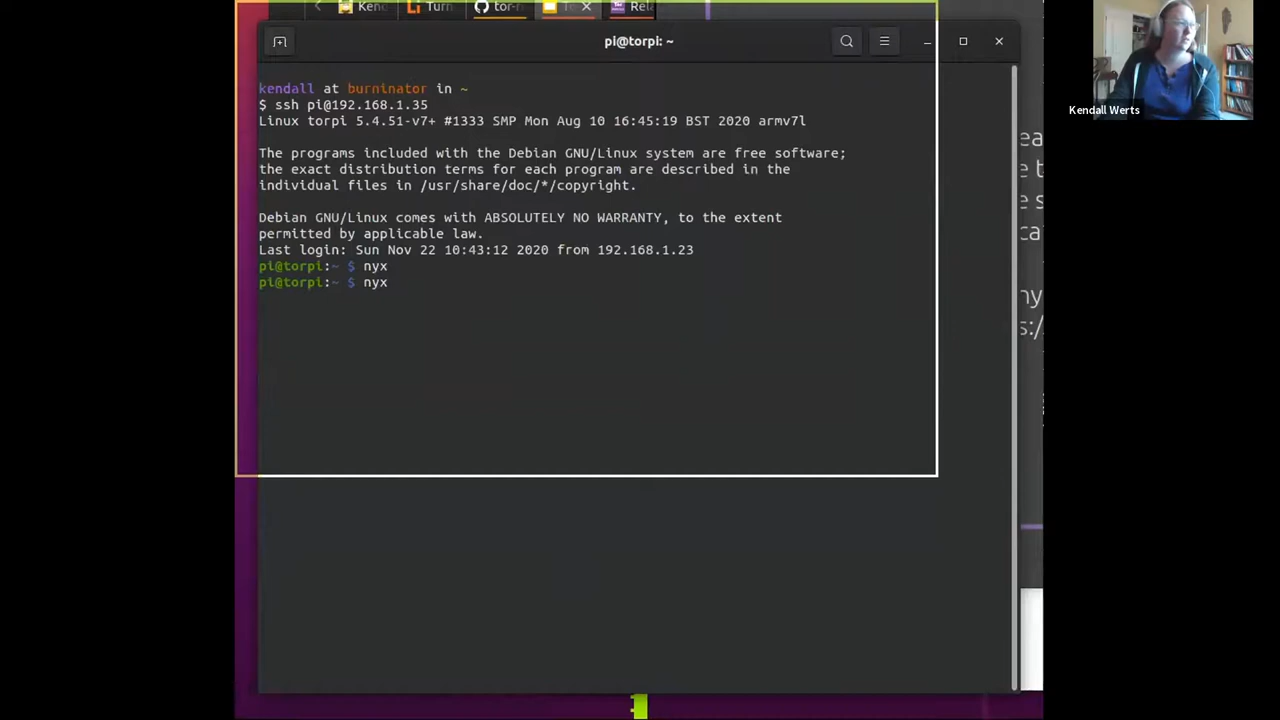 Ken
Turn
tor-r
Rela
pi@torpi: ~
kendall at burninator in ~
$ ssh pi@192.168.1.35
Linux torpi 5.4.51-v7+ #1333 SMP Mon Aug 10 16:45:19 BST 2020 armv7l
The programs included with the Debian GNU/Linux system are free software;
the exact distribution terms for each program are described in the
individual files in /usr/share/doc/*/copyright.
Debian GNU/Linux comes with ABSOLUTELY NO WARRANTY, to the extent
permitted by applicable law.
Last login: Sun Nov 22 10:43:12 2020 from 192.168.1.23
pi@torpi:~ $ nyx
pi@torpi:~ $ nyx
Kendall Werts